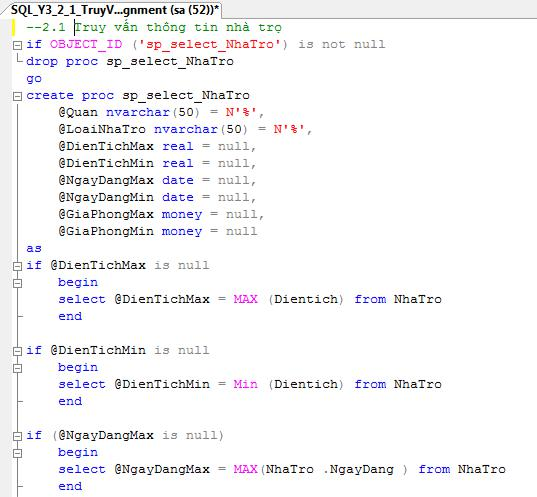 SQL_Y3_2_1_TruyV...gnment (sa (52))*
--2.1 Truy vấn thông tin nhà trọ
if OBJECT_ID ('sp_select_NhaTro') is not null
drop proc sp_select_NhaTro
go
create proc sp_select_NhaTro
@Quan nvarchar(50) = N'%',
@LoaiNhaTro nvarchar(50) = N'%',
@DienTichMax real = null,
@DienTichMin real = null,
@NgayDangMax date = null,
@NgayDangMin date = null,
@GiaPhongMax money = null,
@GiaPhongMin money = null
as
if @DienTichMax is null
begin
select @DienTichMax = MAX (Dientich) from NhaTro
end
if @DienTichMin is null
begin
select @DienTichMin = Min (Dientich) from NhaTro
end
if (@NgayDangMax is null)
begin
select @NgayDangMax = MAX(NhaTro .NgayDang ) from NhaTro
end